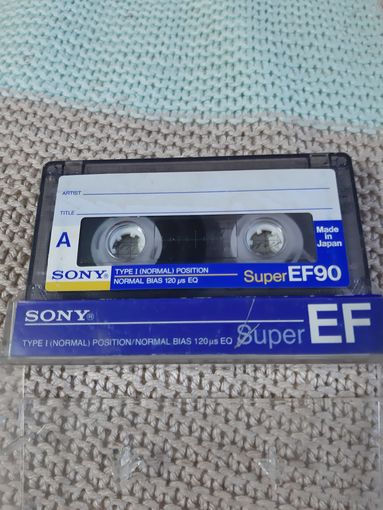 ARTIST
TITLE
A
Made in
Japan
SONY®
TYPE I (NORMAL) POSITION
NORMAL BIAS 120 µs EQ
Super EF90
SONY®
TYPE I (NORMAL) POSITION/NORMAL BIAS 120 µs EQ
Super EF